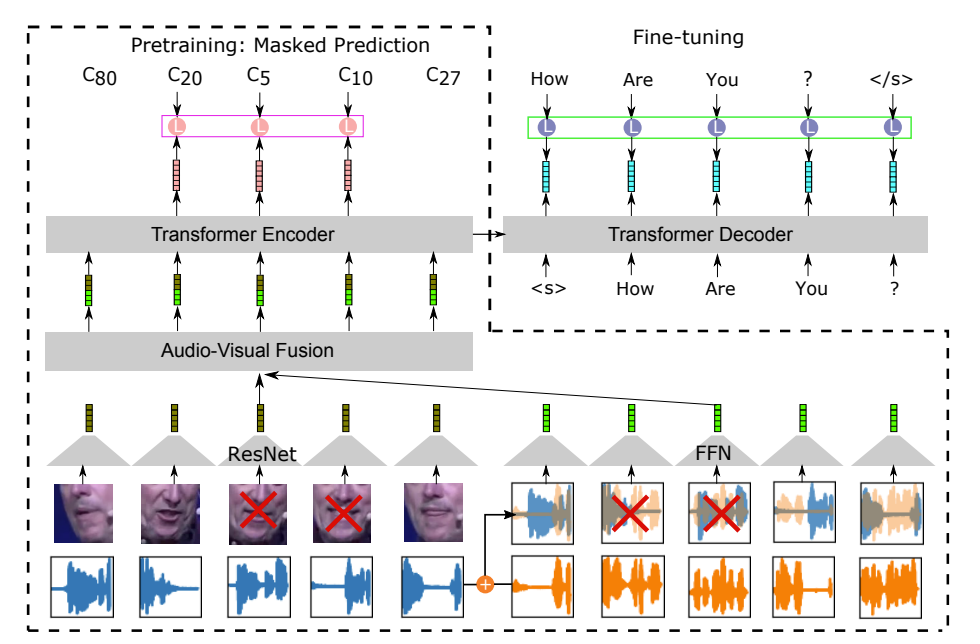 Pretraining: Masked Prediction
Fine-tuning
C80 C20 C5 C10 C27
How Are You ? </s>
L L L L L L L L
Transformer Encoder
Transformer Decoder
<s> How Are You ?
Audio-Visual Fusion
ResNet
FFN
+